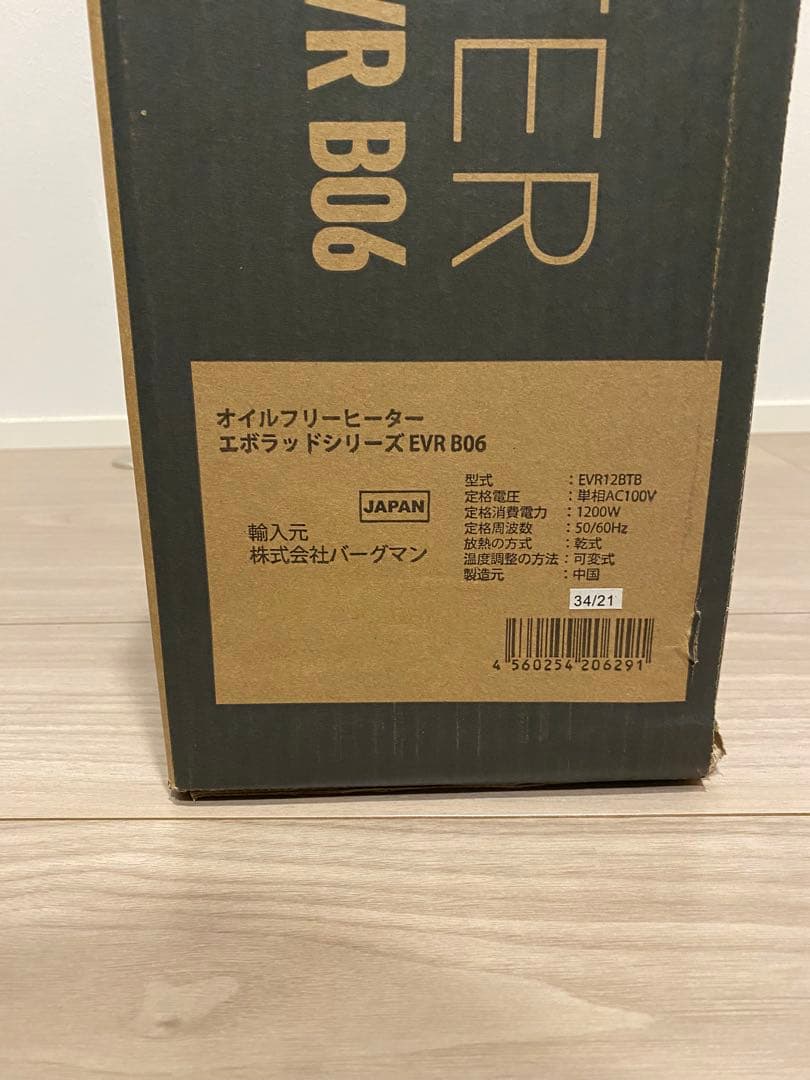 TER
VR B06
オイルフリーヒーター
エボラッドシリーズ EVR B06
JAPAN
輸入元
株式会社バーグマン
型式 : EVR12BTB
定格電圧 : 単相AC100V
定格消費電力 : 1200W
定格周波数 : 50/60Hz
放熱の方式 : 乾式
温度調整の方法 : 可変式
製造元 : 中国
34/21
4 560254 206291